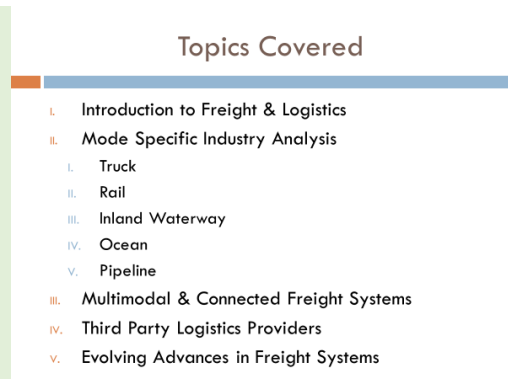 Topics Covered
I. Introduction to Freight & Logistics
II. Mode Specific Industry Analysis
I. Truck
II. Rail
III. Inland Waterway
IV. Ocean
V. Pipeline
III. Multimodal & Connected Freight Systems
IV. Third Party Logistics Providers
V. Evolving Advances in Freight Systems